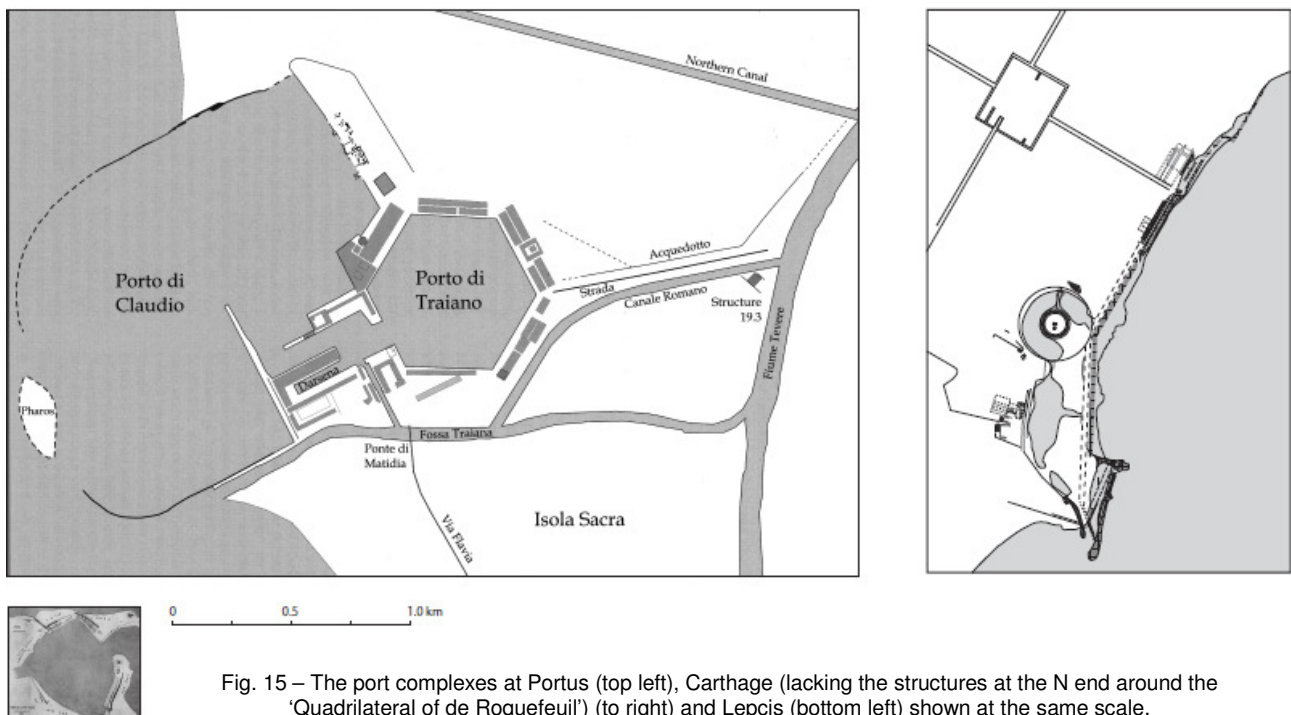 Northern Canal
Porto di
Claudio
Porto di
Traiano
Acquedotto
Strada
Canale Romano
Structure
19.3
Fiume Tevere
Pharos
Darsena
Fossa Traiana
Ponte di
Matidia
Via Flavia
Isola Sacra
0 0.5 1.0 km
Fig. 15 – The port complexes at Portus (top left), Carthage (lacking the structures at the N end around the
‘Quadrilateral of de Roquefeuil’) (to right) and Lepcis (bottom left) shown at the same scale.